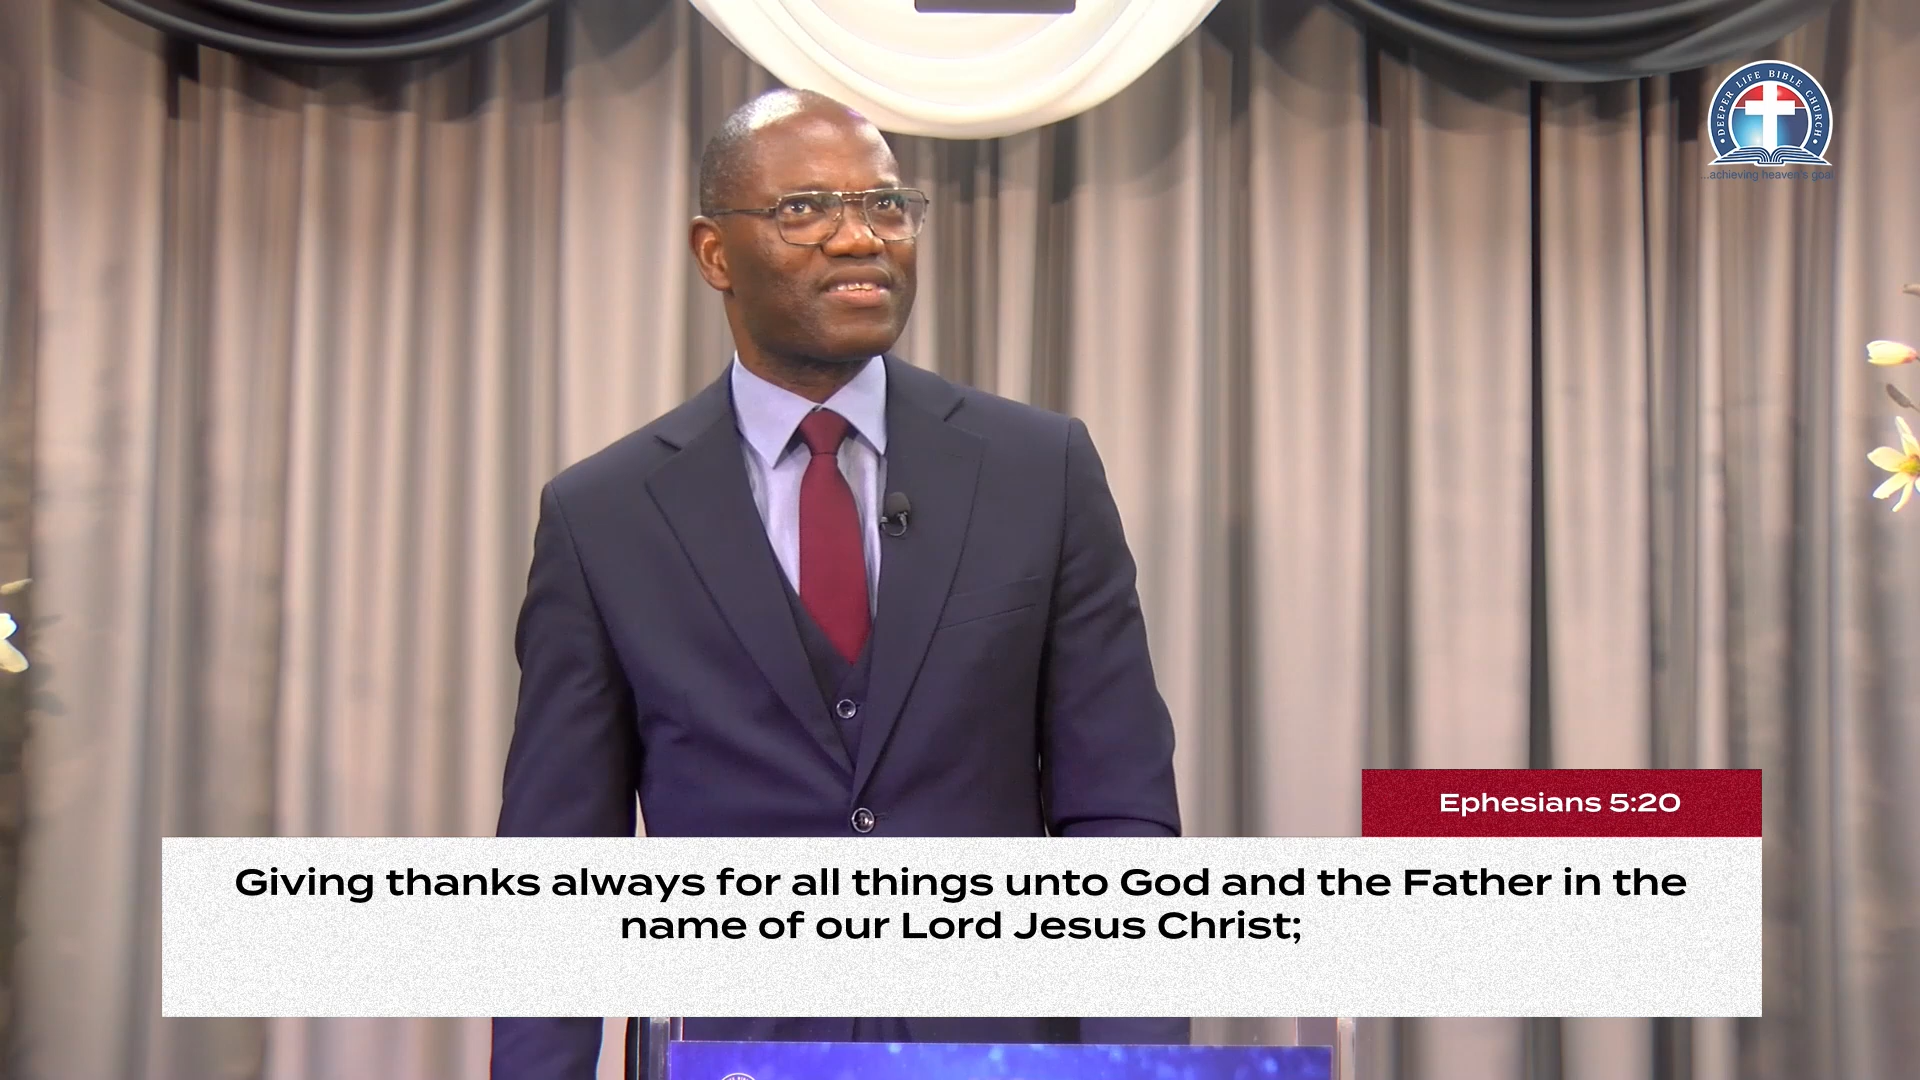 DEEPER LIFE BIBLE CHURCH
...achieving heaven's goal
Ephesians 5:20
Giving thanks always for all things unto God and the Father in the
name of our Lord Jesus Christ;